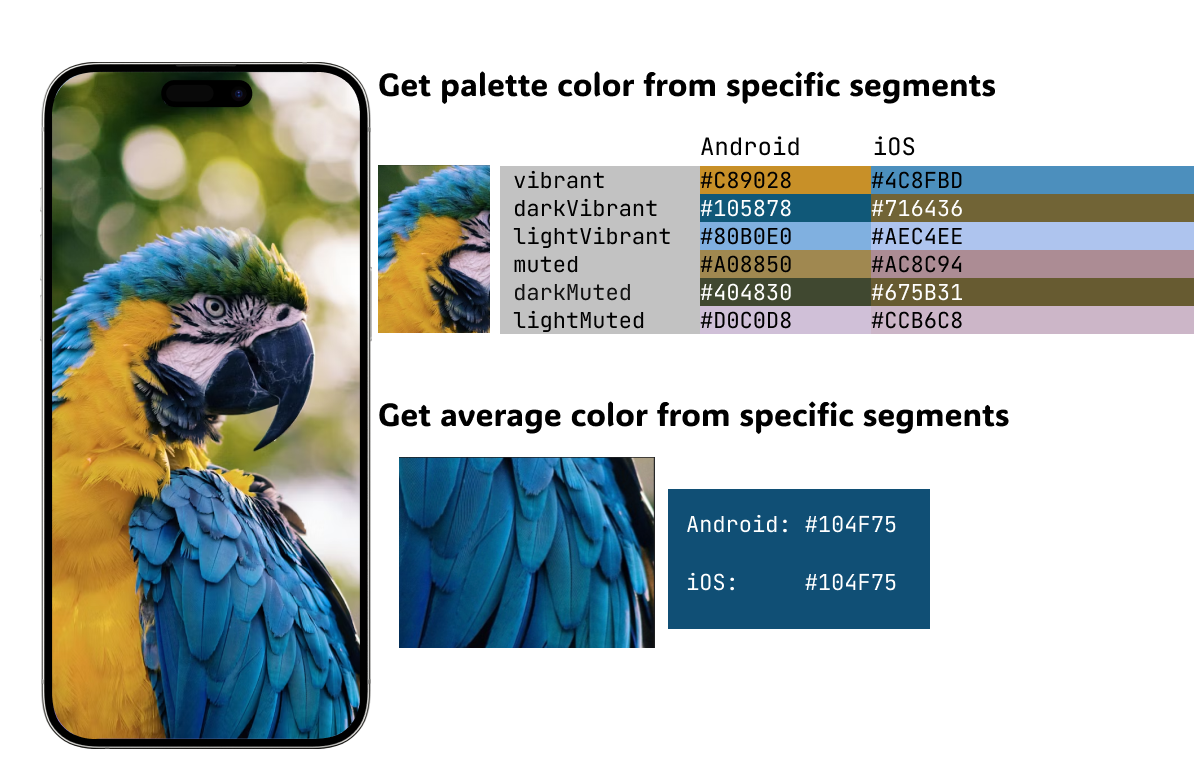 Get palette color from specific segments
Android iOS
vibrant #C89028 #4C8FBD
darkVibrant #105878 #716436
lightVibrant #80B0E0 #AEC4EE
muted #A08850 #AC8C94
darkMuted #404830 #675B31
lightMuted #D0C0D8 #CCB6C8
Get average color from specific segments
Android: #104F75
iOS: #104F75